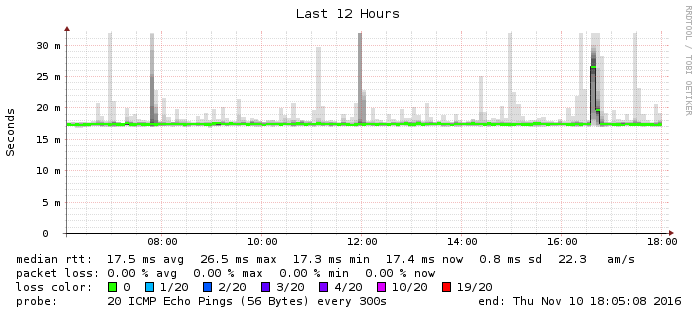 Last 12 Hours
RRDTOOL / TOBI OETIKER
Seconds
30 m
25 m
20 m
15 m
10 m
5 m
0
08:00 10:00 12:00 14:00 16:00 18:00
median rtt: 17.5 ms avg 26.5 ms max 17.3 ms min 17.4 ms now 0.8 ms sd 22.3 am/s
packet loss: 0.00 % avg 0.00 % max 0.00 % min 0.00 % now
loss color: 0 1/20 2/20 3/20 4/20 10/20 19/20
probe: 20 ICMP Echo Pings (56 Bytes) every 300s end: Thu Nov 10 18:05:08 2016